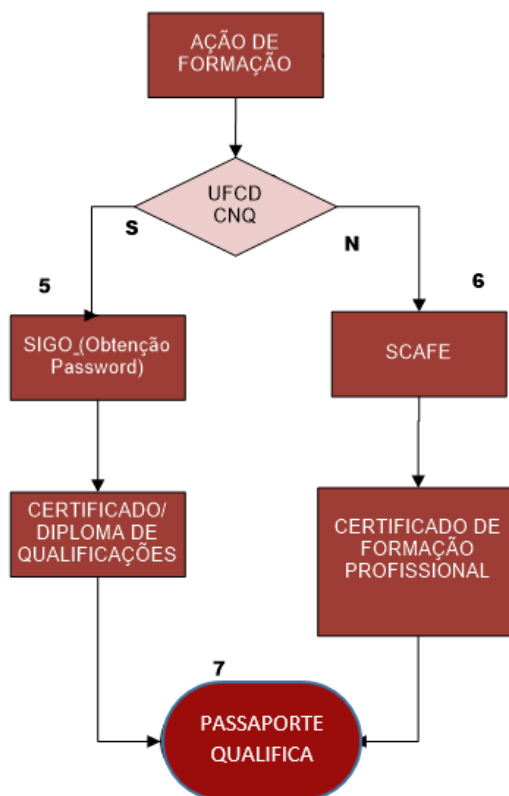 AÇÃO DE
FORMAÇÃO
UFCD
CNQ
S
N
5
6
SIGO_(Obtenção
Password)
SCAFE
CERTIFICADO/
DIPLOMA DE
QUALIFICAÇÕES
CERTIFICADO DE
FORMAÇÃO
PROFISSIONAL
7
PASSAPORTE
QUALIFICA